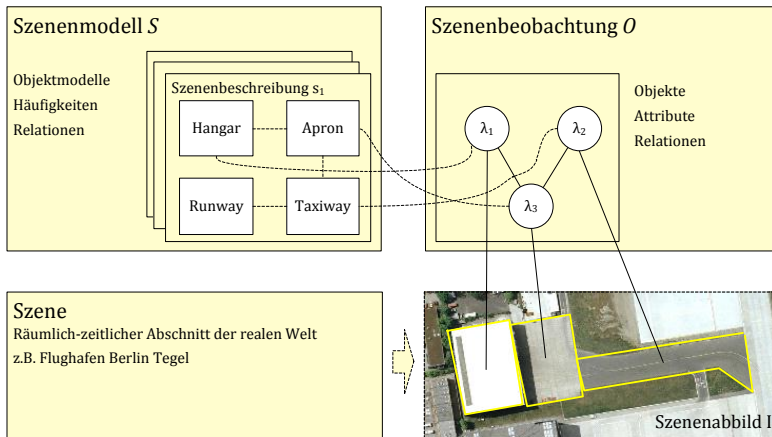 Szenenmodell S
Objektmodelle
Häufigkeiten
Relationen
Szenenbeschreibung s1
Hangar
Apron
Runway
Taxiway
Szenenbeobachtung O
λ1
λ2
λ3
Objekte
Attribute
Relationen
Szene
Räumlich-zeitlicher Abschnitt der realen Welt
z.B. Flughafen Berlin Tegel
Szenenabbild I